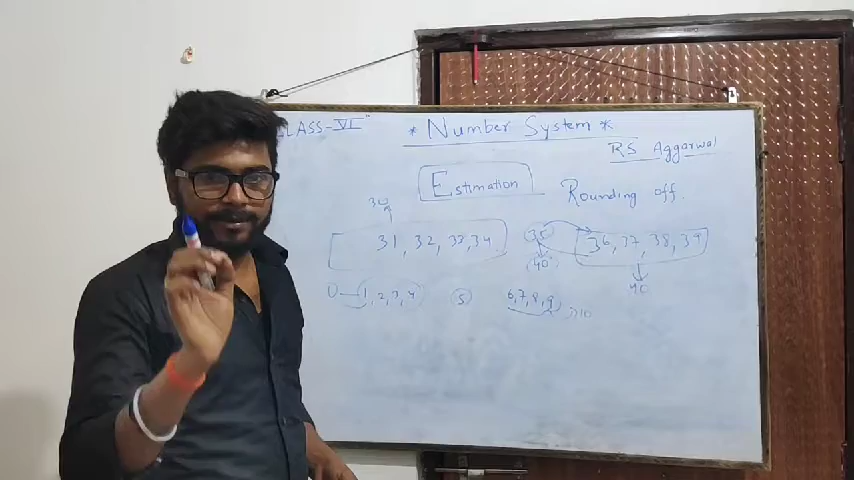 CLASS-VI * Number System *
RS Aggarwal
Estimation Rounding off.
30
31, 32, 33, 34 35 36, 37, 38, 39
40 40
0 1, 2, 3, 4 5 6, 7, 8, 9 10